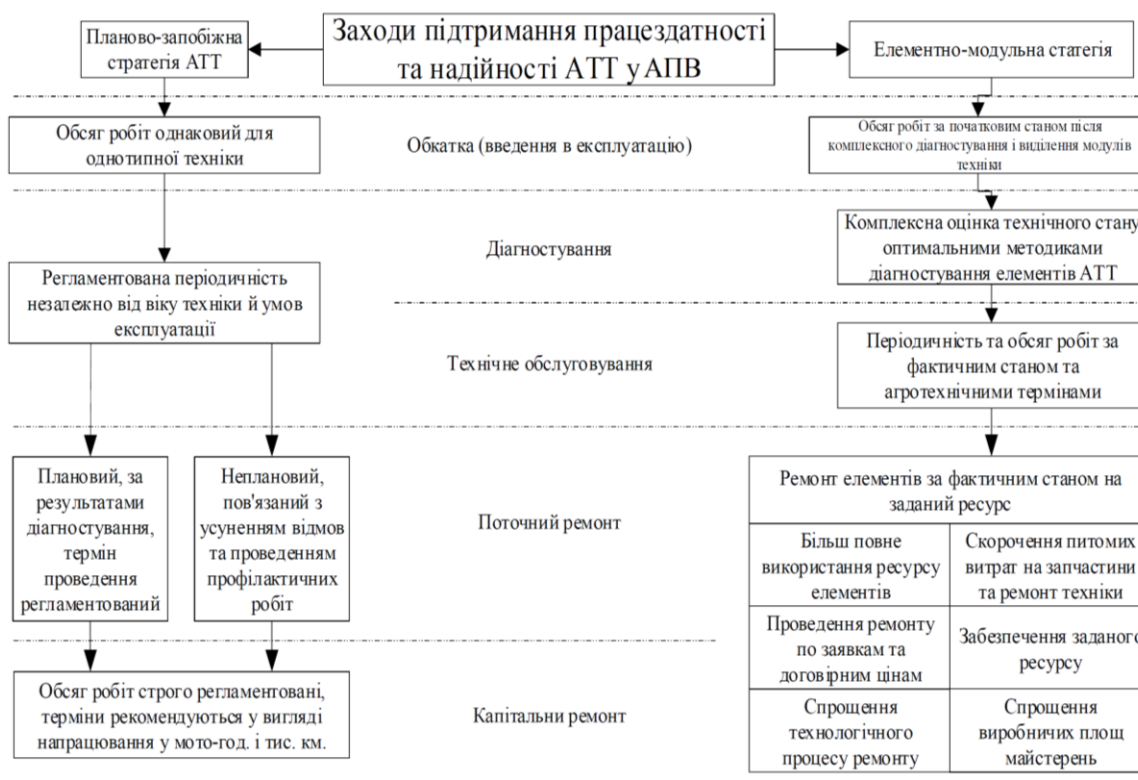 Планово-запобіжна
стратегія АТТ
Заходи підтримання працездатності
та надійності АТТ у АПВ
Елементно-модульна статегія
Обсяг робіт однаковий для
однотипної техніки
Обкатка (введення в експлуатацію)
Обсяг робіт за початковим станом після
комплексного діагностування і виділення модулів
техніки
Діагностування
Комплексна оцінка технічного стану
оптимальними методиками
діагностування елементів АТТ
Регламентована періодичність
незалежно від віку техніки й умов
експлуатації
Технічне обслуговування
Періодичність та обсяг робіт за
фактичним станом та
агротехнічними термінами
Плановий, за
результатами
діагностування,
термін
проведення
регламентований
Неплановий,
пов'язаний з
усуненням відмов
та проведенням
профілактичних
робіт
Поточний ремонт
Ремонт елементів за фактичним станом на
заданий ресурс
Більш повне
використання ресурсу
елементів
Скорочення питомих
витрат на запчастини
та ремонт техніки
Проведення ремонту
по заявкам та
договірним цінам
Забезпечення заданого
ресурсу
Обсяг робіт строго регламентовані,
терміни рекомендуються у вигляді
напрацювання у мото-год. і тис. км.
Капітальни ремонт
Спрощення
технологічного
процесу ремонту
Спрощення
виробничих площ
майстерень